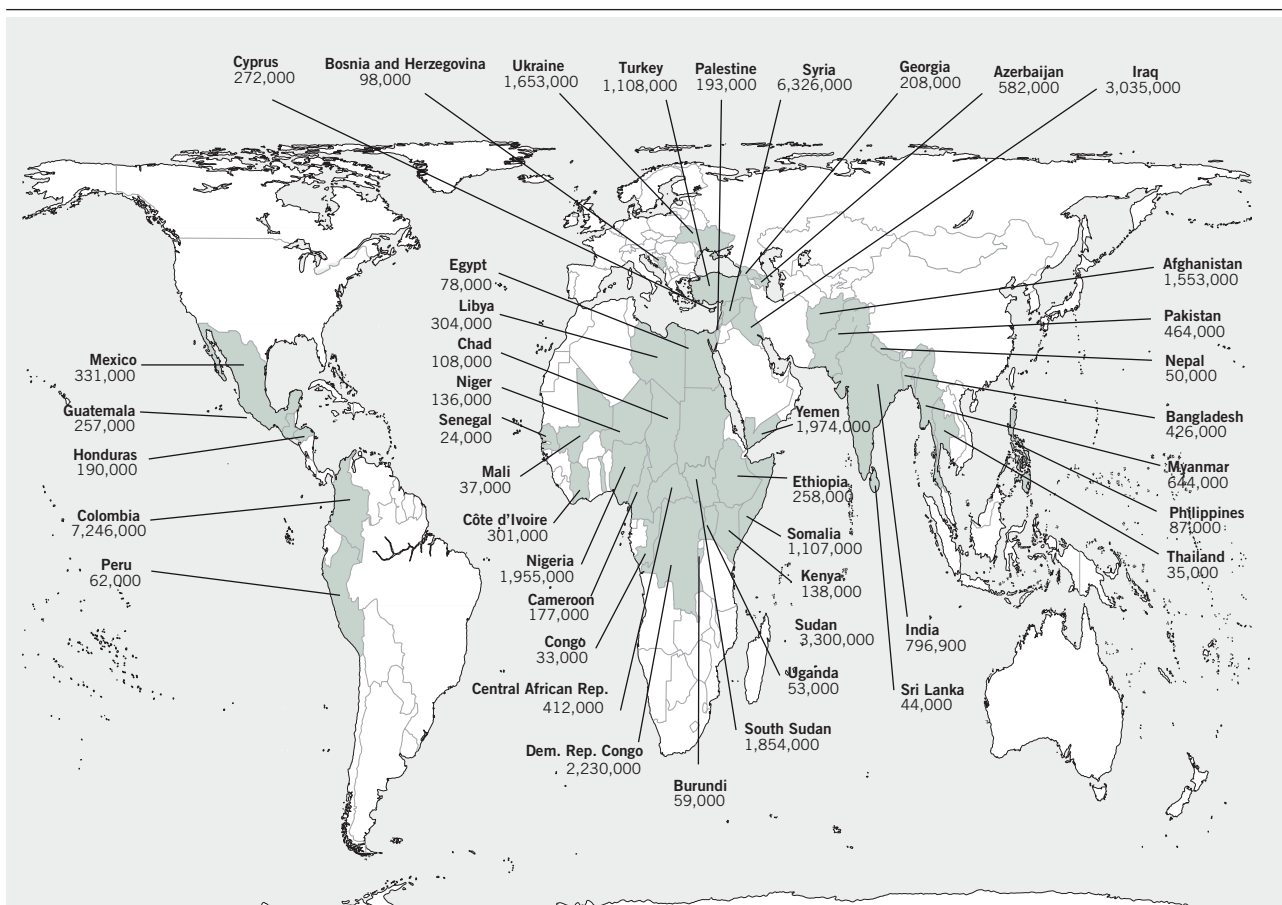 Cyprus
272,000
Bosnia and Herzegovina
98,000
Ukraine
1,653,000
Turkey
1,108,000
Palestine
193,000
Syria
6,326,000
Georgia
208,000
Azerbaijan
582,000
Iraq
3,035,000
Egypt
78,000
Libya
304,000
Chad
108,000
Niger
136,000
Senegal
24,000
Mali
37,000
Côte d’Ivoire
301,000
Nigeria
1,955,000
Cameroon
177,000
Congo
33,000
Central African Rep.
412,000
Dem. Rep. Congo
2,230,000
Burundi
59,000
Mexico
331,000
Guatemala
257,000
Honduras
190,000
Colombia
7,246,000
Peru
62,000
Yemen
1,974,000
Ethiopia
258,000
Somalia
1,107,000
Kenya
138,000
Sudan
3,300,000
Uganda
53,000
South Sudan
1,854,000
India
796,900
Sri Lanka
44,000
Afghanistan
1,553,000
Pakistan
464,000
Nepal
50,000
Bangladesh
426,000
Myanmar
644,000
Philippines
87,000
Thailand
35,000